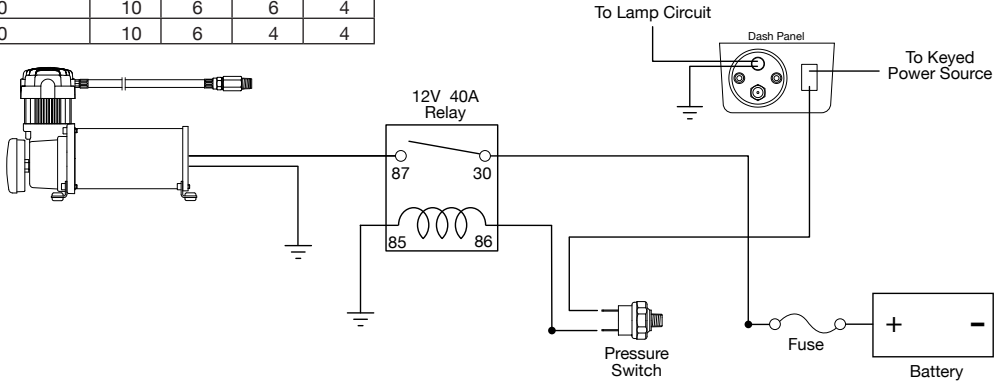 0 10 6 6 4
0 10 6 4 4
To Lamp Circuit
Dash Panel
To Keyed
Power Source
12V 40A
Relay
87 30
85 86
Pressure
Switch
Fuse
+ -
Battery